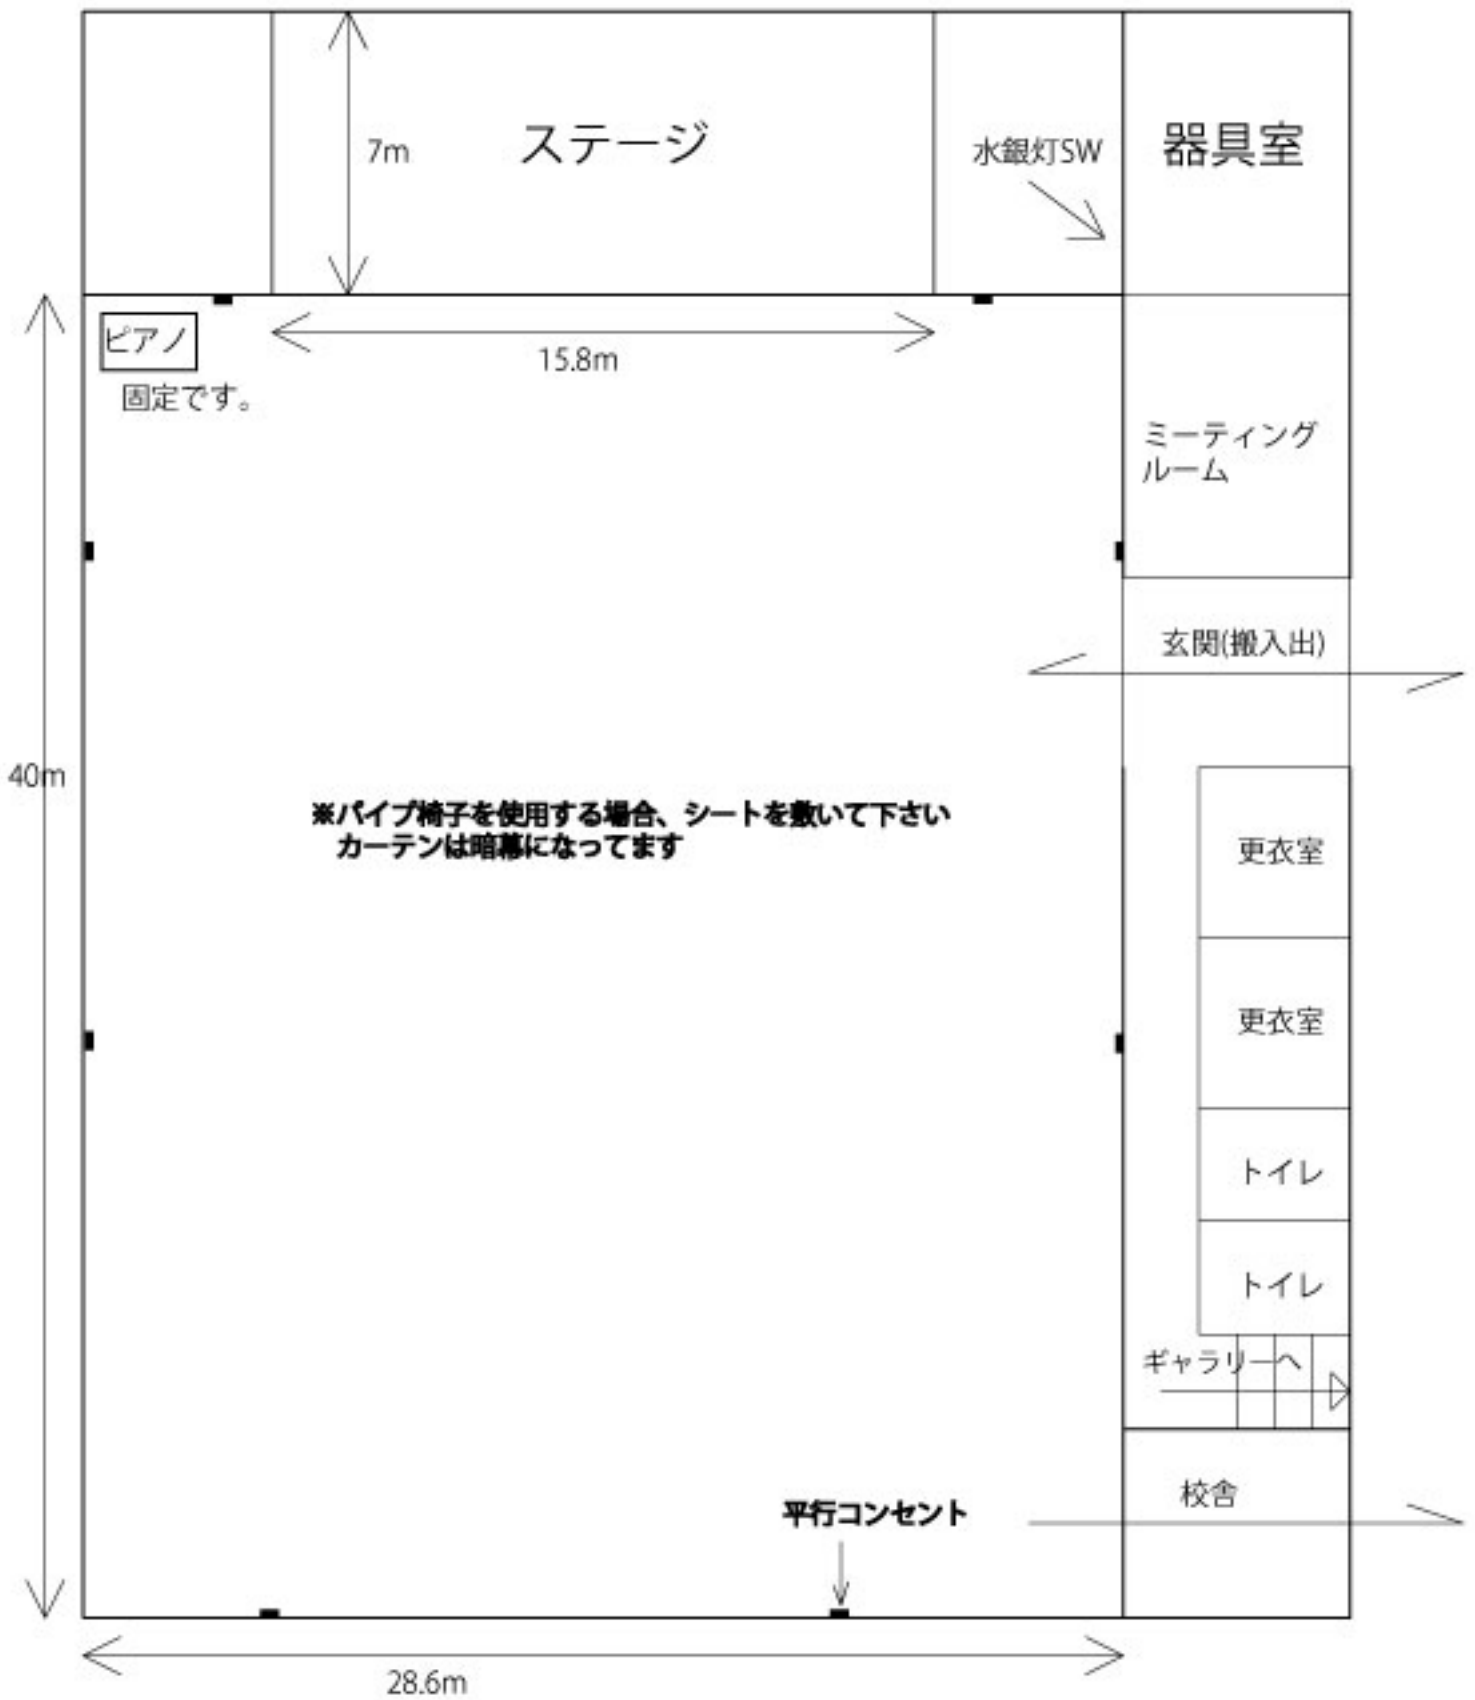 ステージ
7m
水銀灯SW
器具室
ピアノ
固定です。
15.8m
ミーティング
ルーム
玄関(搬入出)
40m
※パイプ椅子を使用する場合、シートを敷いて下さい
カーテンは暗幕になってます
更衣室
更衣室
トイレ
トイレ
ギャラリーへ
校舎
平行コンセント
28.6m